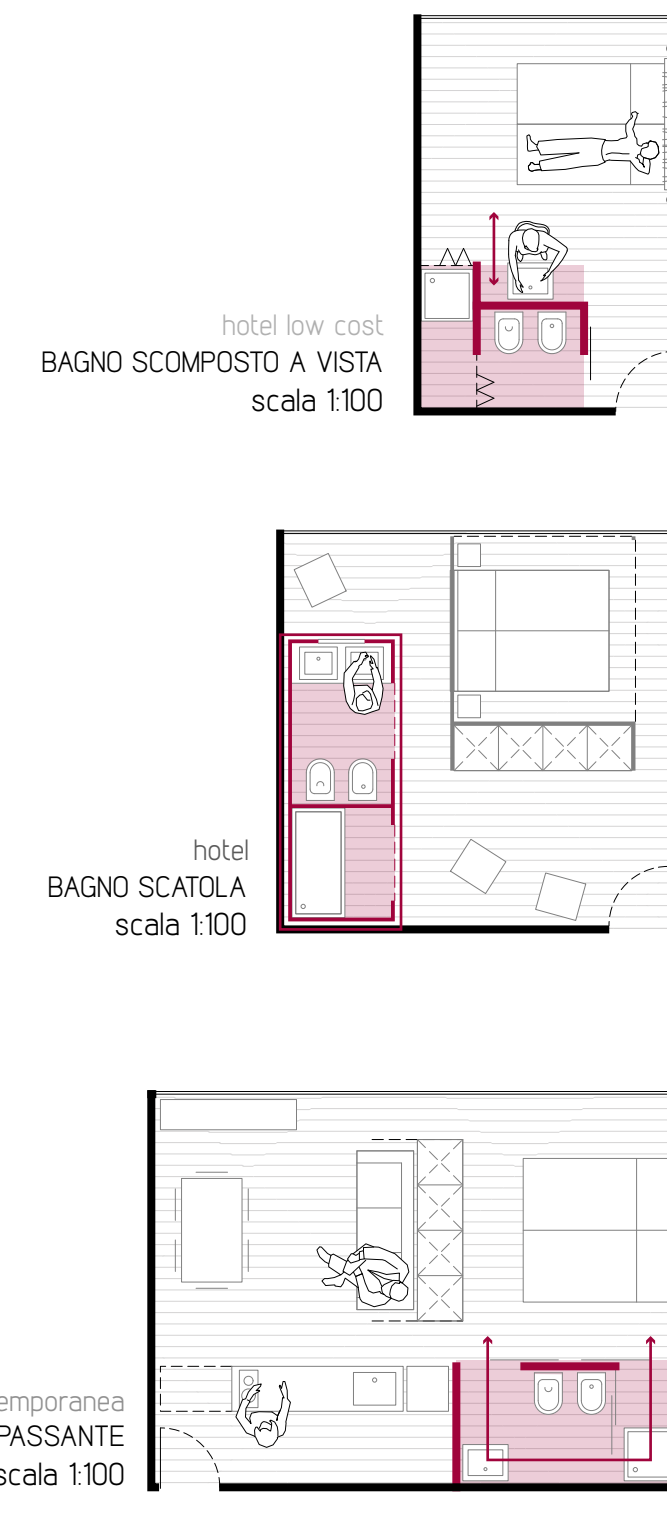 hotel low cost
BAGNO SCOMPOSTO A VISTA
scala 1:100
hotel
BAGNO SCATOLA
scala 1:100
emporanea
PASSANTE
scala 1:100